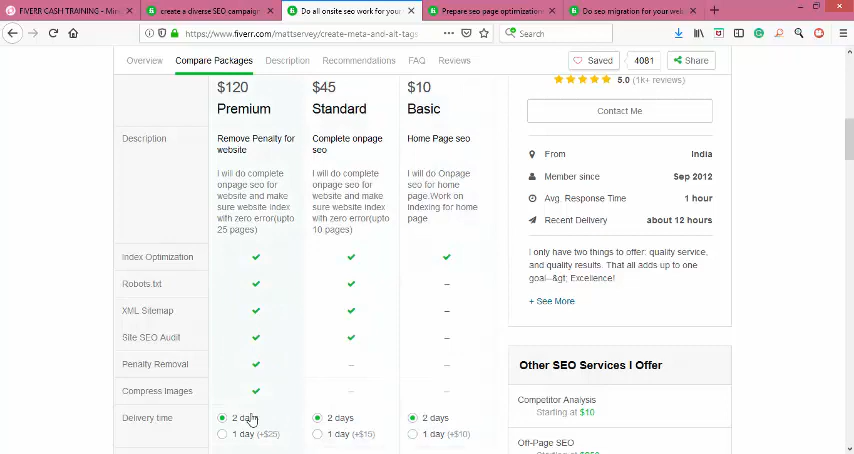 FIVERR CASH TRAINING - Min
create a diverse SEO campaign
Do all onsite seo work for your
Prepare seo page optimization
Do seo migration for your web
https://www.fiverr.com/mattservey/create-meta-and-alt-tags
Search
Overview Compare Packages Description Recommendations FAQ Reviews
Saved 4081 Share
$120 $45 $10
Premium Standard Basic
5.0 (1k+ reviews)
Contact Me
Description
Remove Penalty for
website
I will do complete
onpage seo for
website and make
sure website index
with zero error(upto
25 pages)
Complete onpage
seo
I will do complete
onpage seo for
website and make
sure website index
with zero error(upto
10 pages)
Home Page seo
I will do Onpage
seo for home
page.Work on
indexing for home
page
From India
Member since Sep 2012
Avg. Response Time 1 hour
Recent Delivery about 12 hours
I only have two things to offer: quality service,
and quality results. That all adds up to one
goal--&gt; Excellence!.
+ See More
Index Optimization
Robots.txt
XML Sitemap
Site SEO Audit
Penalty Removal
Compress Images
Delivery time
2 days 2 days 2 days
1 day (+$25) 1 day (+$15) 1 day (+$10)
Other SEO Services I Offer
Competitor Analysis
Starting at $10
Off-Page SEO